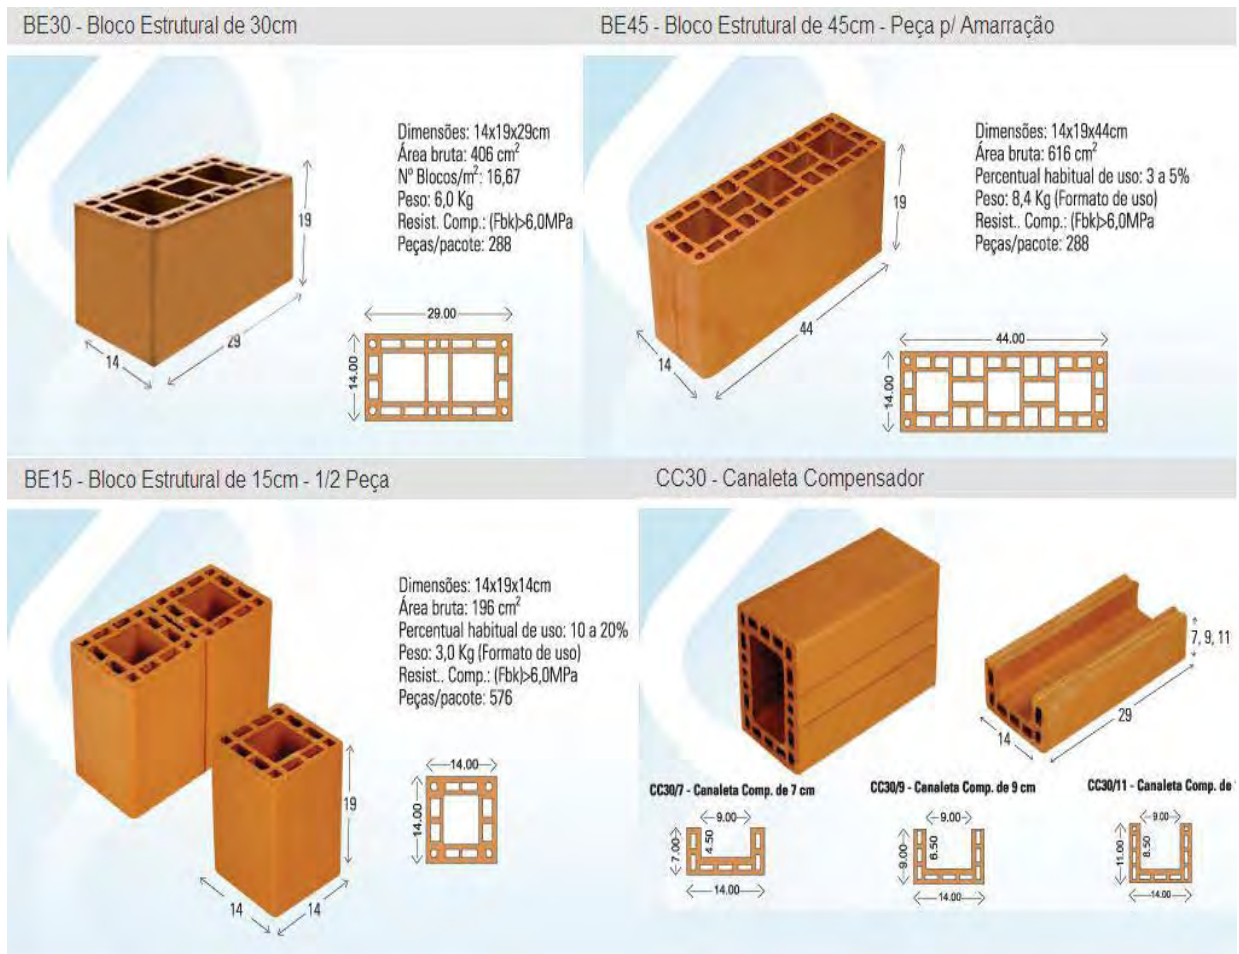 BE30 - Bloco Estrutural de 30cm
Dimensões: 14x19x29cm
Área bruta: 406 cm²
Nº Blocos/m²: 16,67
Peso: 6,0 Kg
Resist. Comp.: (Fbk)>6,0MPa
Peças/pacote: 288
19
14
29
29.00
14.00
BE45 - Bloco Estrutural de 45cm - Peça p/ Amarração
Dimensões: 14x19x44cm
Área bruta: 616 cm²
Percentual habitual de uso: 3 a 5%
Peso: 8,4 Kg (Formato de uso)
Resist.. Comp.: (Fbk)>6,0MPa
Peças/pacote: 288
19
14
44
44.00
14.00
BE15 - Bloco Estrutural de 15cm - 1/2 Peça
Dimensões: 14x19x14cm
Área bruta: 196 cm²
Percentual habitual de uso: 10 a 20%
Peso: 3,0 Kg (Formato de uso)
Resist.. Comp.: (Fbk)>6,0MPa
Peças/pacote: 576
19
14
14
14.00
14.00
CC30 - Canaleta Compensador
7, 9, 11
14
29
CC30/7 - Canaleta Comp. de 7 cm
9.00
7.00
4.50
14.00
CC30/9 - Canaleta Comp. de 9 cm
9.00
9.00
6.50
14.00
CC30/11 - Canaleta Comp. de
9.00
11.00
8.50
14.00